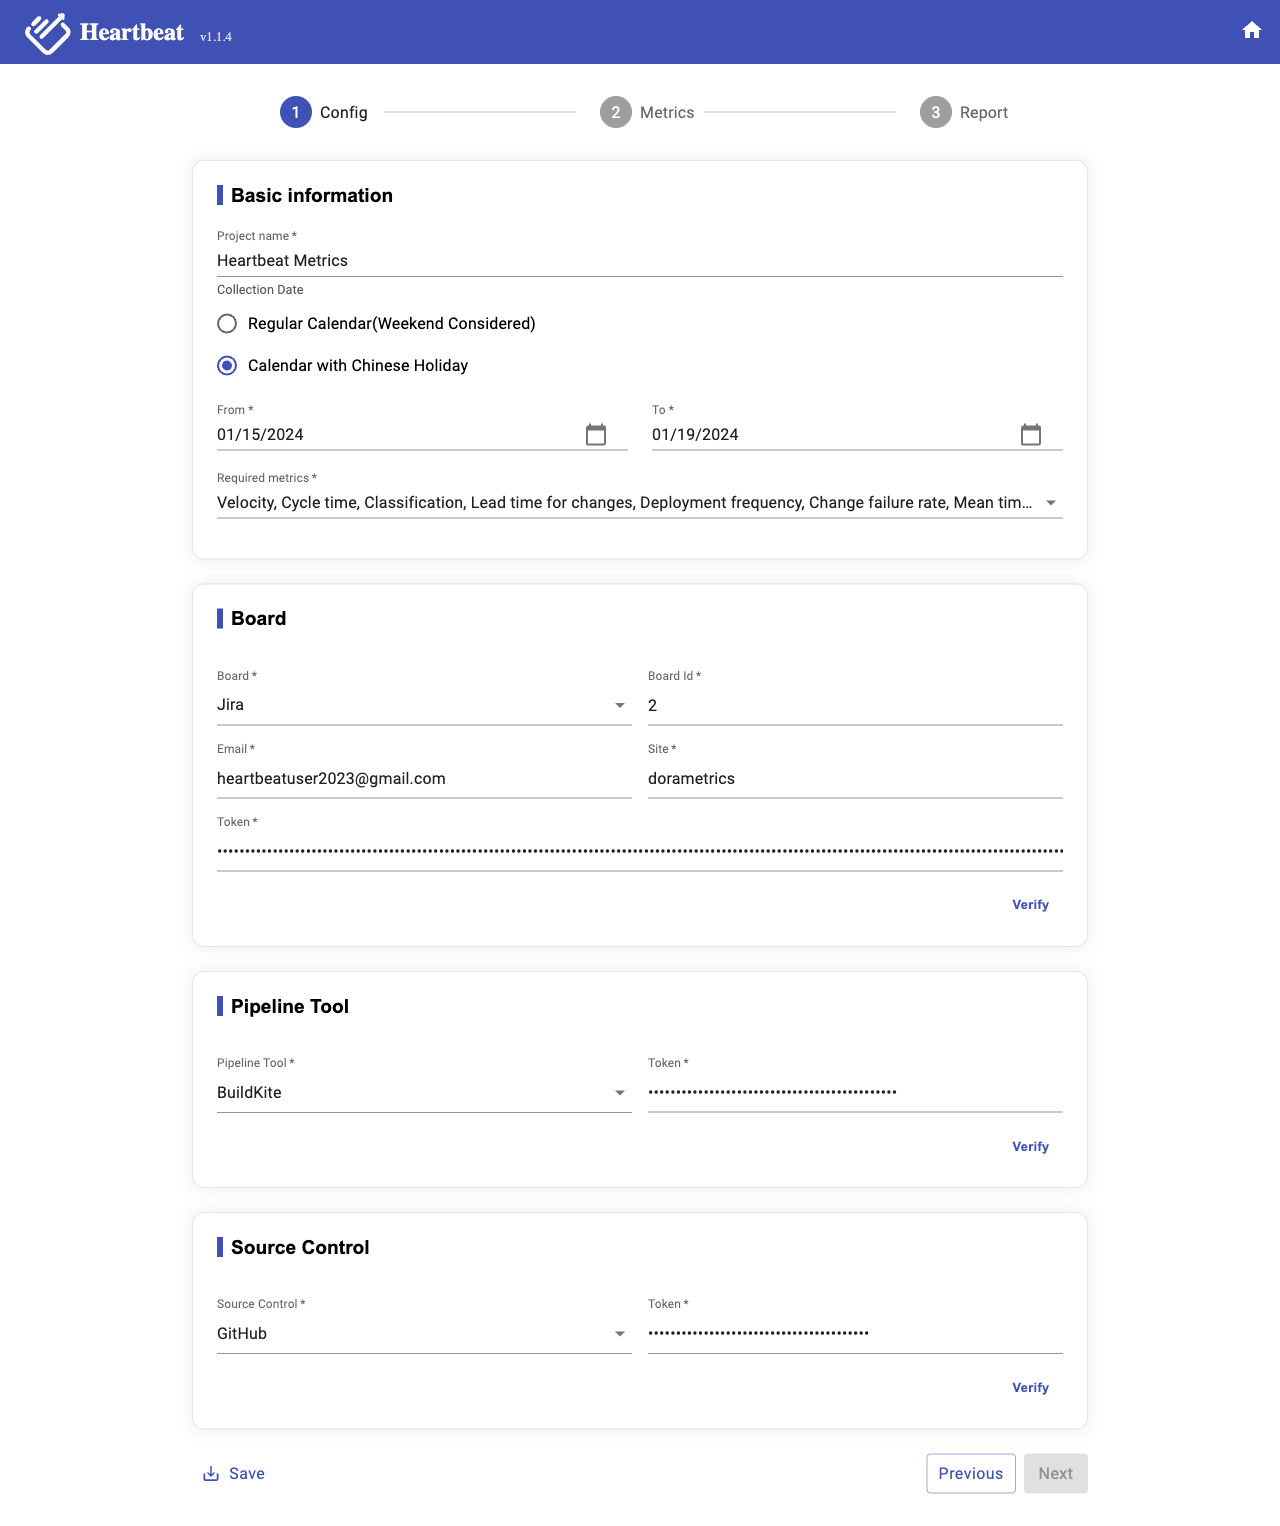 Heartbeat v1.1.4
1 Config 2 Metrics 3 Report
Basic information
Project name *
Heartbeat Metrics
Collection Date
Regular Calendar(Weekend Considered)
Calendar with Chinese Holiday
From * To *
01/15/2024 01/19/2024
Required metrics *
Velocity, Cycle time, Classification, Lead time for changes, Deployment frequency, Change failure rate, Mean tim...
Board
Board * Board Id *
Jira 2
Email * Site *
heartbeatuser2023@gmail.com dorametrics
Token *
Verify
Pipeline Tool
Pipeline Tool * Token *
BuildKite
Verify
Source Control
Source Control * Token *
GitHub
Verify
Save Previous Next